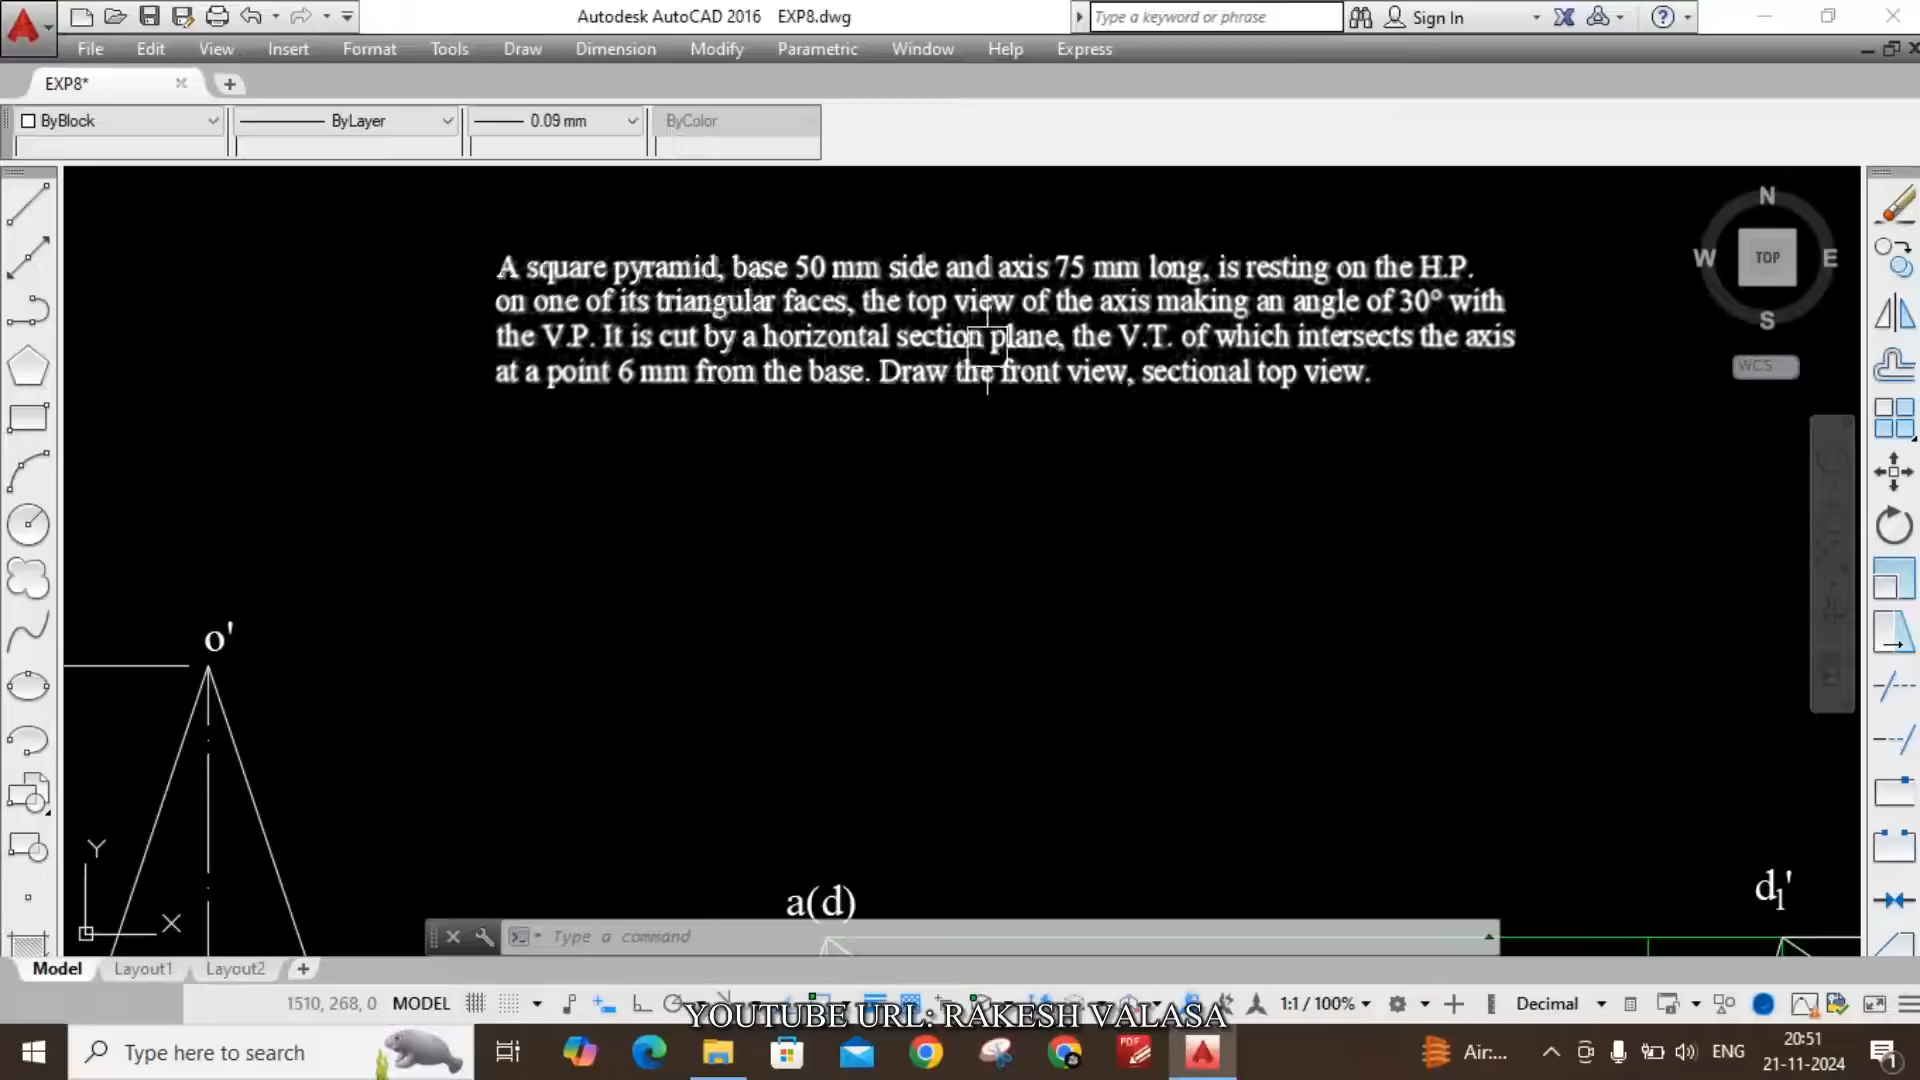 Autodesk AutoCAD 2016 EXP8.dwg
Type a keyword or phrase
Sign In
File Edit View Insert Format Tools Draw Dimension Modify Parametric Window Help Express
EXP8*
ByBlock ByLayer 0.09 mm ByColor
A square pyramid, base 50 mm side and axis 75 mm long, is resting on the H.P.
on one of its triangular faces, the top view of the axis making an angle of 30° with
the V.P. It is cut by a horizontal section plane, the V.T. of which intersects the axis
at a point 6 mm from the base. Draw the front view, sectional top view.
N
W TOP E
S
WCS
o'
Y
X
a(d)
d1'
Type a command
Model Layout1 Layout2
1510, 268, 0 MODEL 1:1 / 100% Decimal
YOUTUBE URL: RAKESH VALASA
Type here to search
PDF
Air:...
ENG
20:51
21-11-2024
1